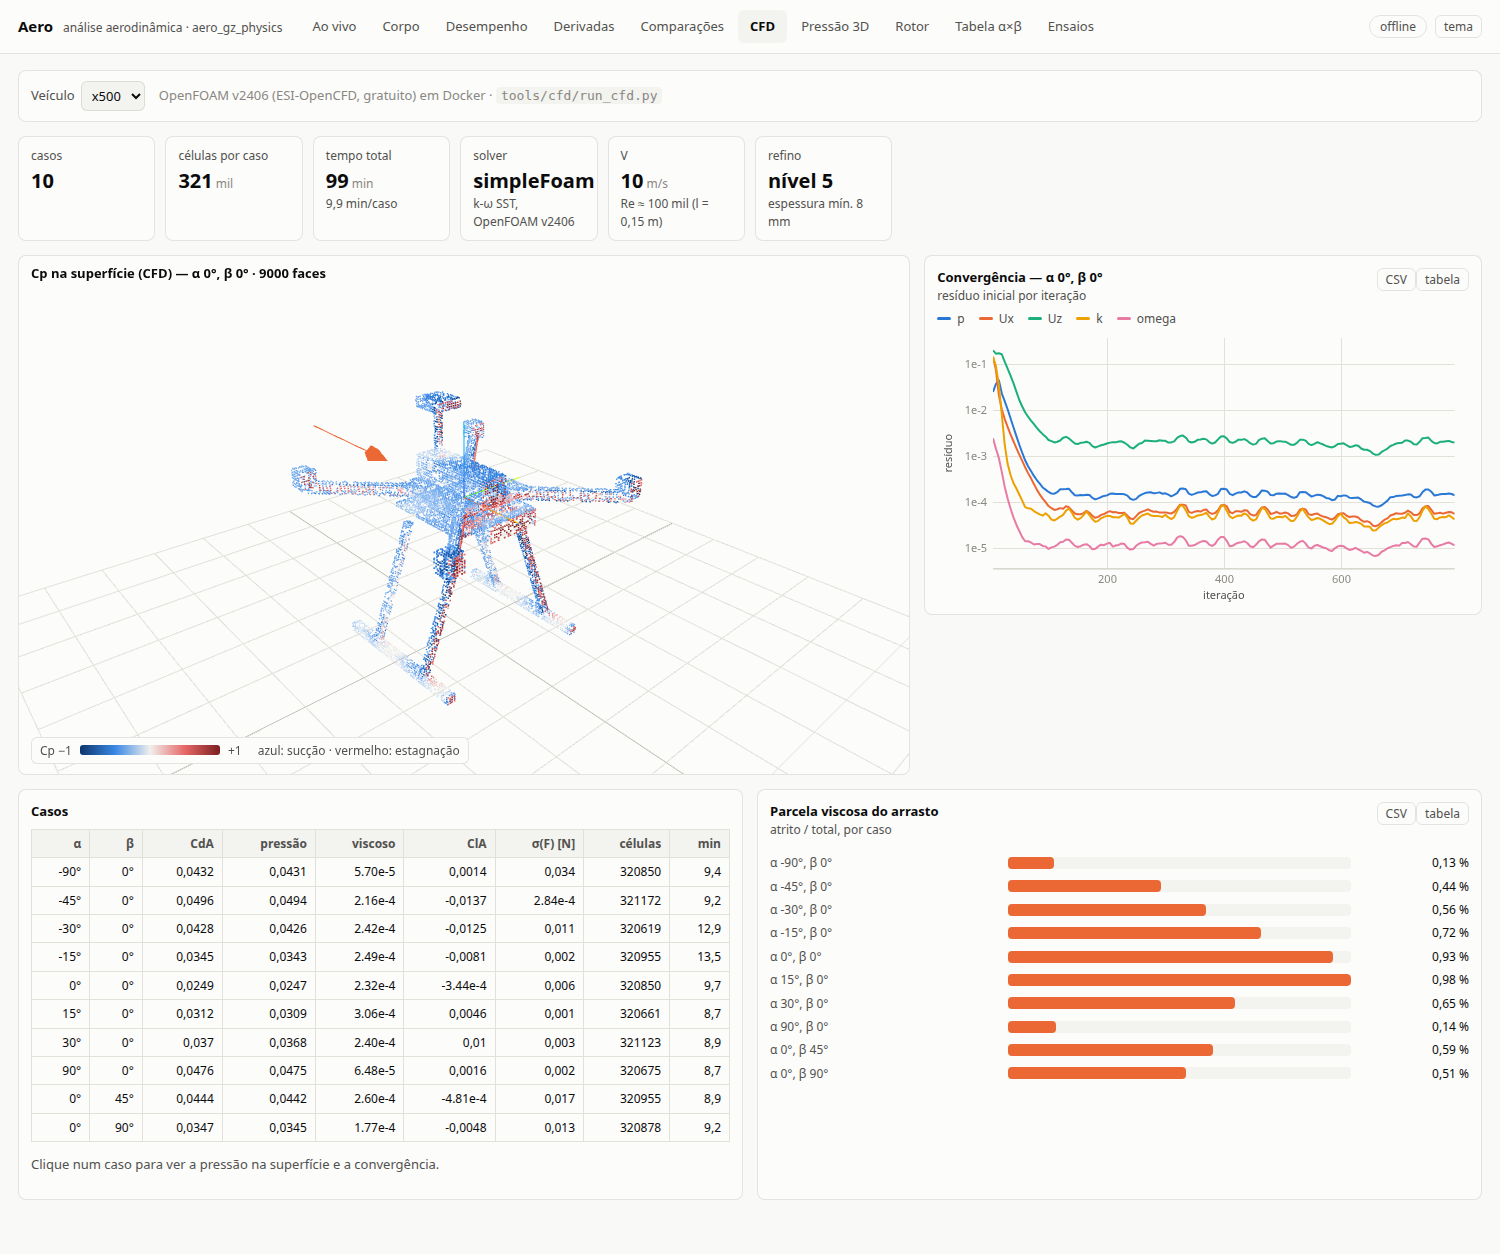 Aero análise aerodinâmica · aero_gz_physics Ao vivo Corpo Desempenho Derivadas Comparações CFD Pressão 3D Rotor Tabela α×β Ensaios offline tema
Veículo x500 OpenFOAM v2406 (ESI-OpenCFD, gratuito) em Docker · tools/cfd/run_cfd.py
casos
10
células por caso
321 mil
tempo total
99 min
9,9 min/caso
solver
simpleFoam
k-ω SST,
OpenFOAM v2406
V
10 m/s
Re ≈ 100 mil (l =
0,15 m)
refino
nível 5
espessura mín. 8
mm
Cp na superfície (CFD) — α 0°, β 0° · 9000 faces
Cp −1 +1 azul: sucção · vermelho: estagnação
Convergência — α 0°, β 0°
resíduo inicial por iteração
CSV tabela
p Ux Uz k omega
1e-1
1e-2
1e-3
1e-4
1e-5
resíduo
200 400 600
iteração
Casos
α β CdA pressão viscoso ClA σ(F) [N] células min
-90° 0° 0,0432 0,0431 5.70e-5 0,0014 0,034 320850 9,4
-45° 0° 0,0496 0,0494 2.16e-4 -0,0137 2.84e-4 321172 9,2
-30° 0° 0,0428 0,0426 2.42e-4 -0,0125 0,011 320619 12,9
-15° 0° 0,0345 0,0343 2.49e-4 -0,0081 0,002 320955 13,5
0° 0° 0,0249 0,0247 2.32e-4 -3.44e-4 0,006 320850 9,7
15° 0° 0,0312 0,0309 3.06e-4 0,0046 0,001 320661 8,7
30° 0° 0,037 0,0368 2.40e-4 0,01 0,003 321123 8,9
90° 0° 0,0476 0,0475 6.48e-5 0,0016 0,002 320675 8,7
0° 45° 0,0444 0,0442 2.60e-4 -4.81e-4 0,017 320955 8,9
0° 90° 0,0347 0,0345 1.77e-4 -0,0048 0,013 320878 9,2
Clique num caso para ver a pressão na superfície e a convergência.
Parcela viscosa do arrasto
atrito / total, por caso
CSV tabela
α -90°, β 0° 0,13 %
α -45°, β 0° 0,44 %
α -30°, β 0° 0,56 %
α -15°, β 0° 0,72 %
α 0°, β 0° 0,93 %
α 15°, β 0° 0,98 %
α 30°, β 0° 0,65 %
α 90°, β 0° 0,14 %
α 0°, β 45° 0,59 %
α 0°, β 90° 0,51 %